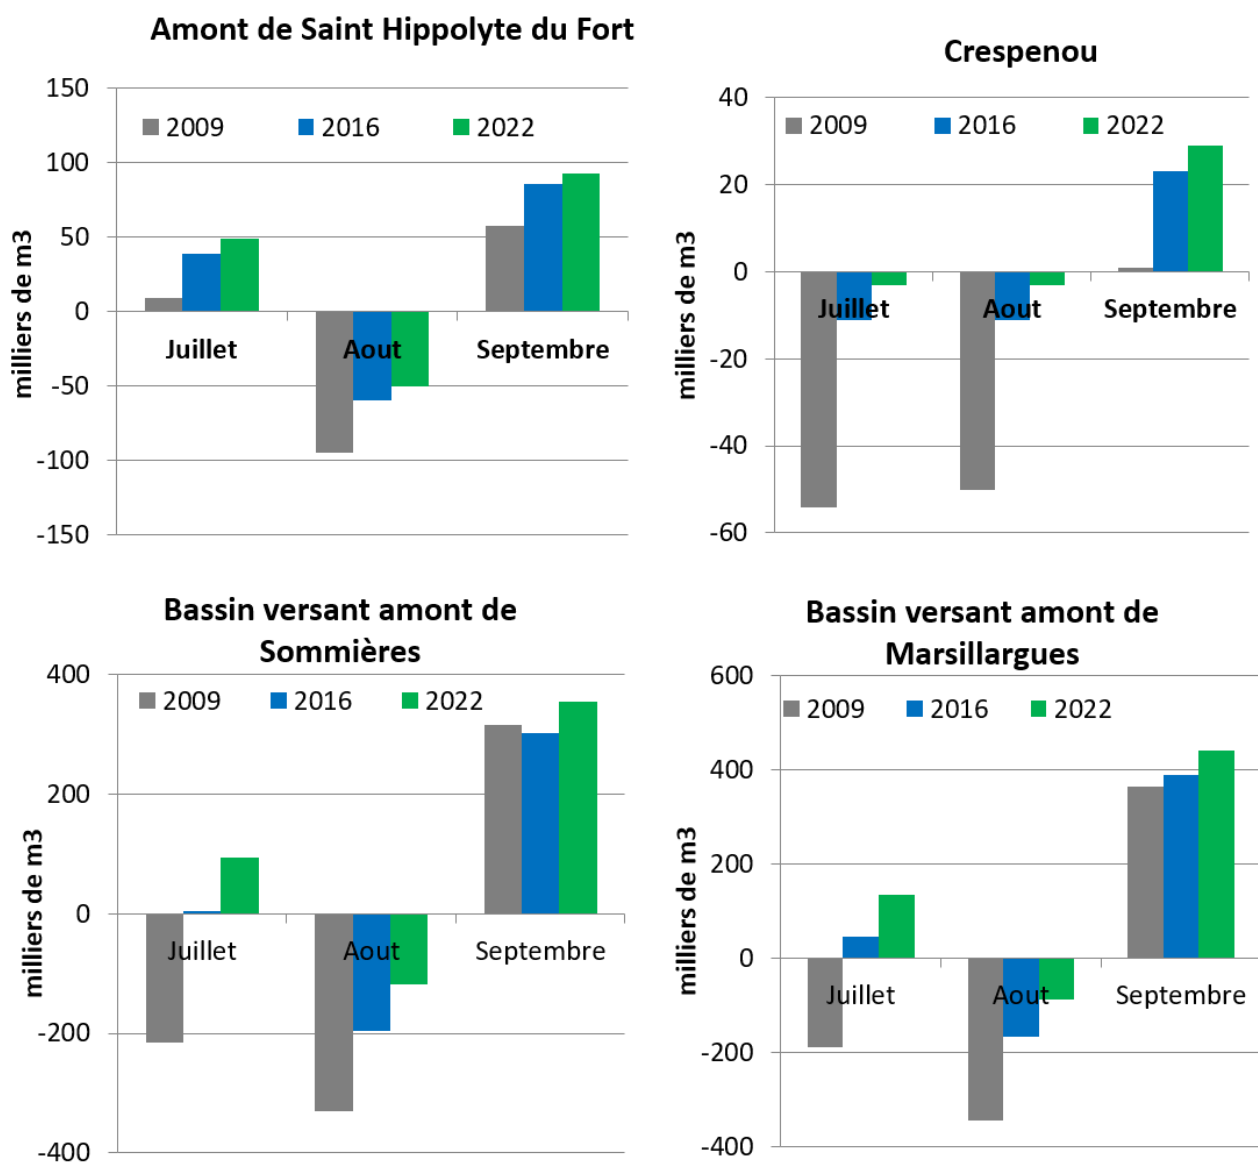 Amont de Saint Hippolyte du Fort
150
100
50
0
-50
-100
-150
milliers de m3
2009 2016 2022
Juillet Aout Septembre
Crespenou
40
20
0
-20
-40
-60
milliers de m3
2009 2016 2022
Juillet Aout Septembre
Bassin versant amont de
Sommières
400
200
0
-200
-400
milliers de m3
2009 2016 2022
Juillet Aout Septembre
Bassin versant amont de
Marsillargues
600
400
200
0
-200
-400
milliers de m3
2009 2016 2022
Juillet Aout Septembre